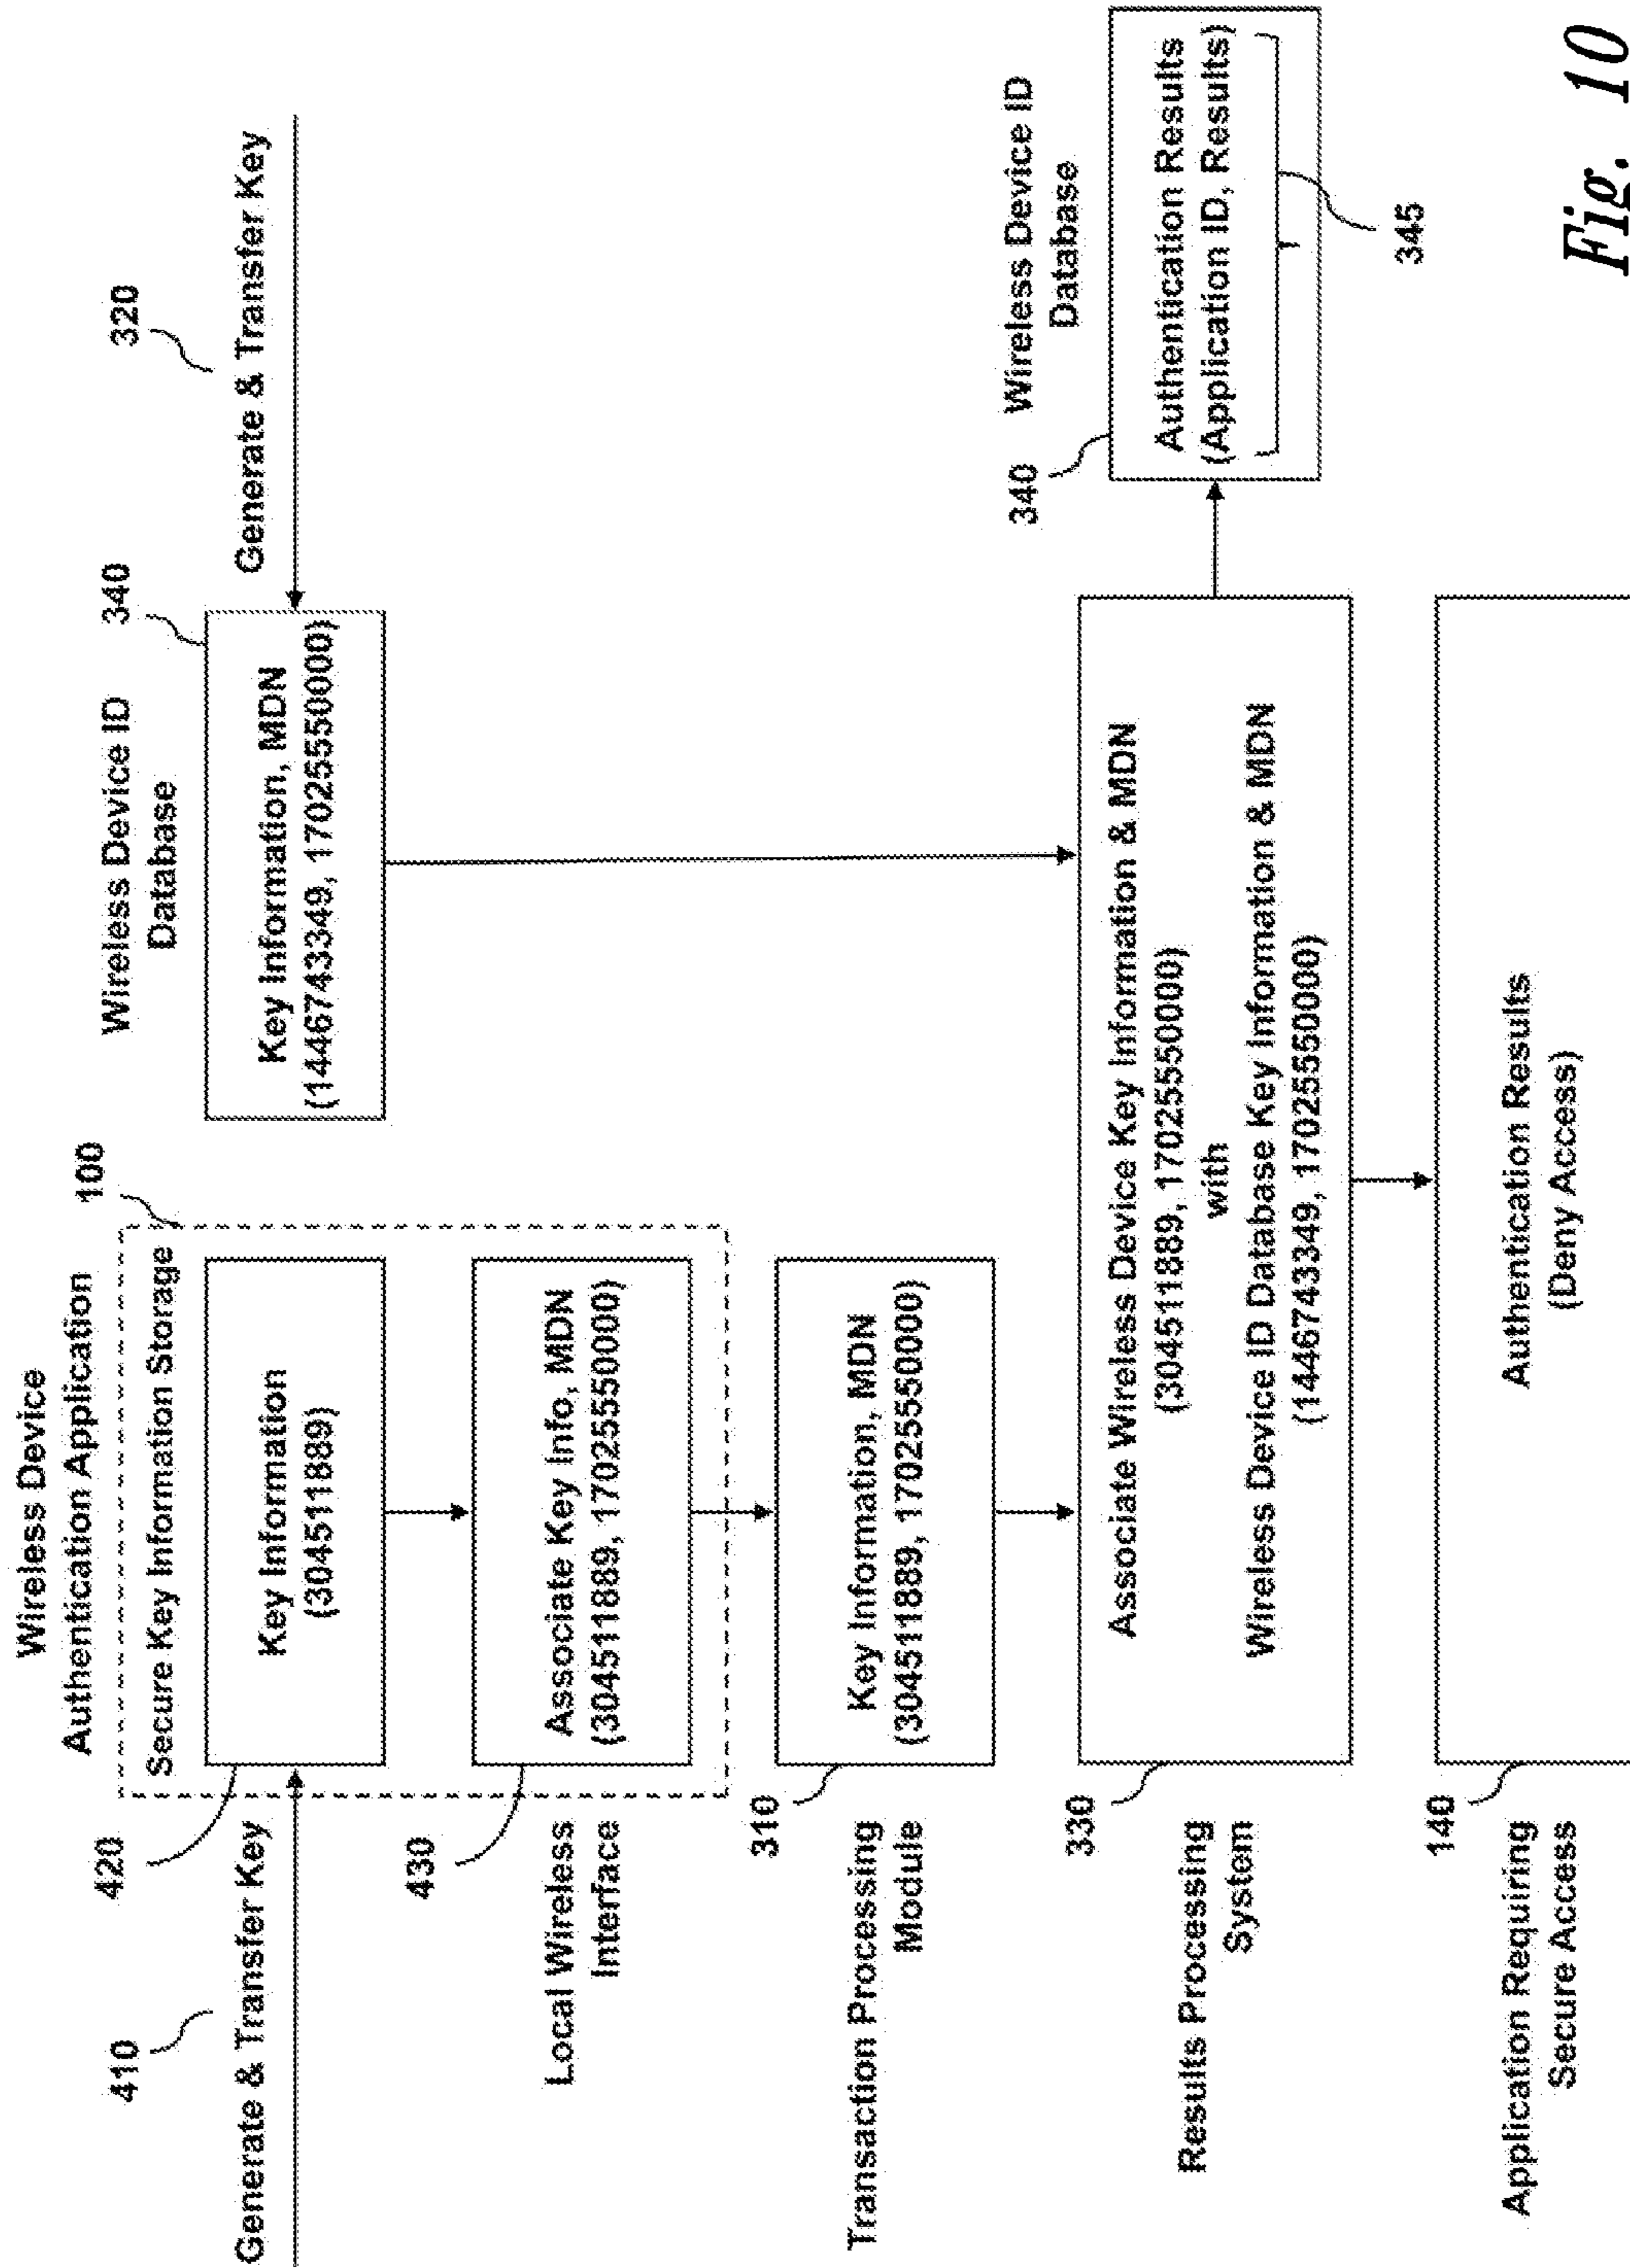 Wireless Device
Authentication Application
100
Secure Key Information Storage
410
Generate & Transfer Key
420
Key Information
(304511889)
Wireless Device ID
Database
340
Key Information, MDN
(1446743349, 17025550000)
320
Generate & Transfer Key
430
Local Wireless
Interface
Associate Key Info, MDN
(304511889, 17025550000)
310
Transaction Processing
Module
Key Information, MDN
(304511889, 17025550000)
330
Results Processing
System
Associate Wireless Device Key Information & MDN
(304511889, 17025550000)
with
Wireless Device ID Database Key Information & MDN
(1446743349, 17025550000)
340
Wireless Device ID
Database
Authentication Results
(Application ID, Results)
345
140
Application Requiring
Secure Access
Authentication Results
(Deny Access)
Fig. 10